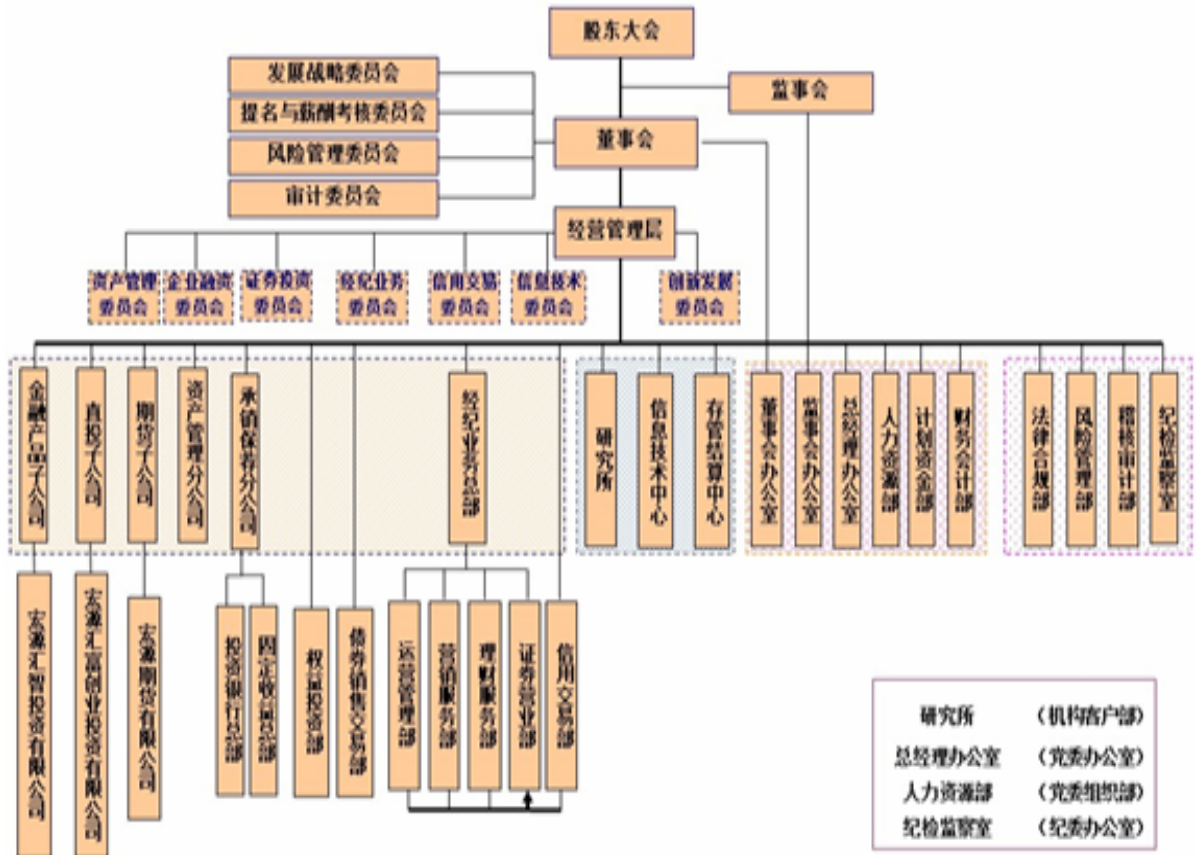 股东大会
监事会
发展战略委员会
提名与薪酬考核委员会
风险管理委员会
审计委员会
董事会
经营管理层
资产管理
委员会
企业融资
委员会
证券投资
委员会
经纪业务
委员会
信用交易
委员会
信息技术
委员会
创新发展
委员会
金融产品子公司
直投子公司
期货子公司
资产管理分公司
承销保荐分公司
经纪业务总部
研究所
信息技术中心
存管结算中心
董事会办公室
监事会办公室
总经理办公室
人力资源部
计划资金部
财务会计部
法律合规部
风险管理部
稽核审计部
纪检监察室
宏源汇智投资有限公司
宏源汇富创业投资有限公司
宏源期货有限公司
投资银行总部
固定收益总部
权益投资部
债券销售交易部
运营管理部
营销服务部
理财服务部
证券营业部
信用交易部
研究所 （机构客户部）
总经理办公室 （党委办公室）
人力资源部 （党委组织部）
纪检监察室 （纪委办公室）